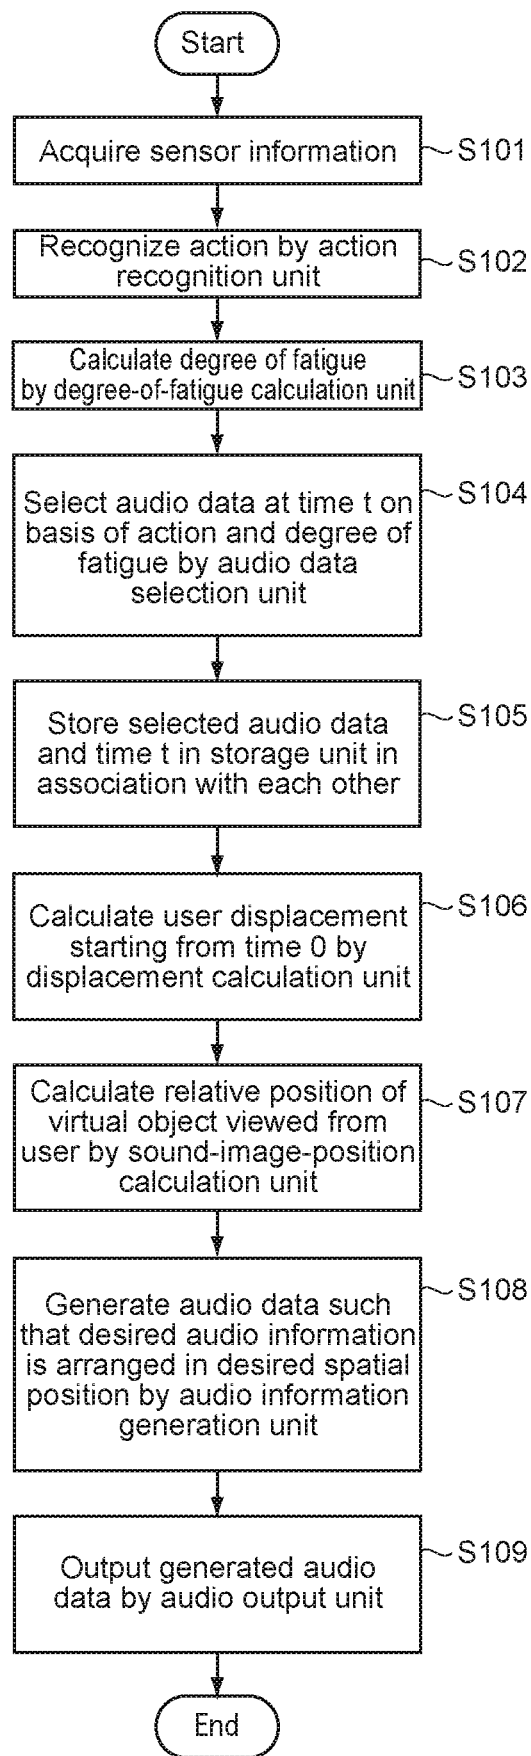 Start
Acquire sensor information
S101
Recognize action by action
recognition unit
S102
Calculate degree of fatigue
by degree-of-fatigue calculation unit
S103
Select audio data at time t on
basis of action and degree of
fatigue by audio data
selection unit
S104
Store selected audio data
and time t in storage unit in
association with each other
S105
Calculate user displacement
starting from time 0 by
displacement calculation unit
S106
Calculate relative position of
virtual object viewed from
user by sound-image-position
calculation unit
S107
Generate audio data such
that desired audio information
is arranged in desired spatial
position by audio information
generation unit
S108
Output generated audio
data by audio output unit
S109
End